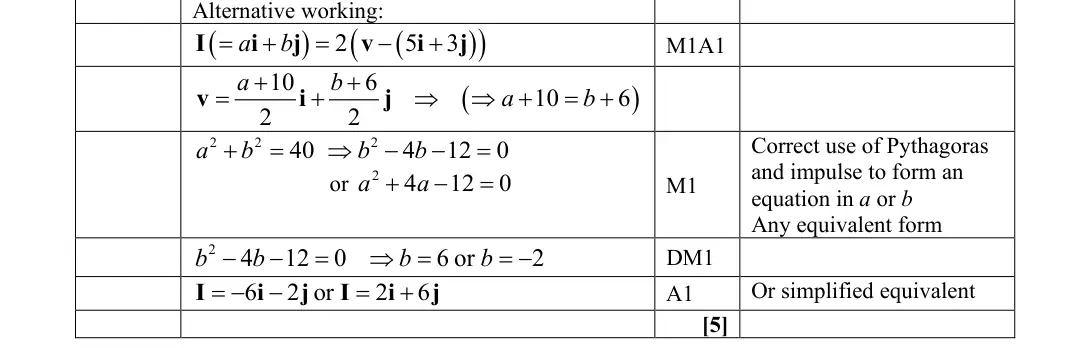 Alternative working:
I(= ai + bj) = 2(v − (5i + 3j)) M1A1
v = (a+10)/2 i + (b+6)/2 j ⇒ (⇒ a + 10 = b + 6)
a² + b² = 40 ⇒ b² − 4b − 12 = 0
or a² + 4a − 12 = 0
M1
Correct use of Pythagoras
and impulse to form an
equation in a or b
Any equivalent form
b² − 4b − 12 = 0 ⇒ b = 6 or b = −2 DM1
I = −6i − 2j or I = 2i + 6j A1 Or simplified equivalent
[5]